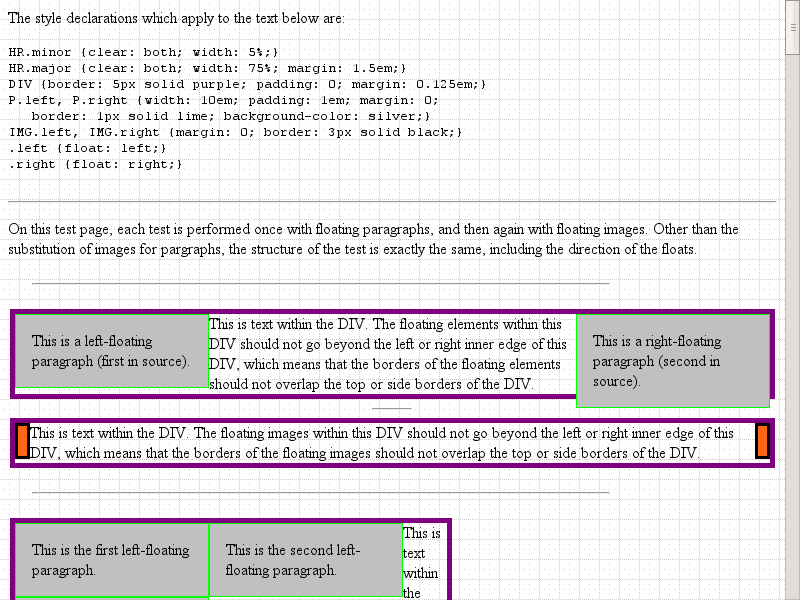 The style declarations which apply to the text below are:
HR.minor {clear: both; width: 5%;}
HR.major {clear: both; width: 75%; margin: 1.5em;}
DIV {border: 5px solid purple; padding: 0; margin: 0.125em;}
P.left, P.right {width: 10em; padding: 1em; margin: 0;
border: 1px solid lime; background-color: silver;}
IMG.left, IMG.right {margin: 0; border: 3px solid black;}
.left {float: left;}
.right {float: right;}
On this test page, each test is performed once with floating paragraphs, and then again with floating images. Other than the
substitution of images for pargraphs, the structure of the test is exactly the same, including the direction of the floats.
This is a left-floating
paragraph (first in source).
This is text within the DIV. The floating elements within this
DIV should not go beyond the left or right inner edge of this
DIV, which means that the borders of the floating elements
should not overlap the top or side borders of the DIV.
This is a right-floating
paragraph (second in
source).
This is text within the DIV. The floating images within this DIV should not go beyond the left or right inner edge of this
DIV, which means that the borders of the floating images should not overlap the top or side borders of the DIV.
This is the first left-floating
paragraph.
This is the second left-
floating paragraph.
This is
text
within
the